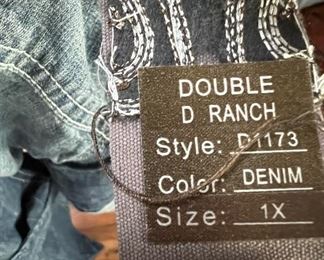 DOUBLE
D RANCH
Style: D1173
Color: DENIM
Size: 1X